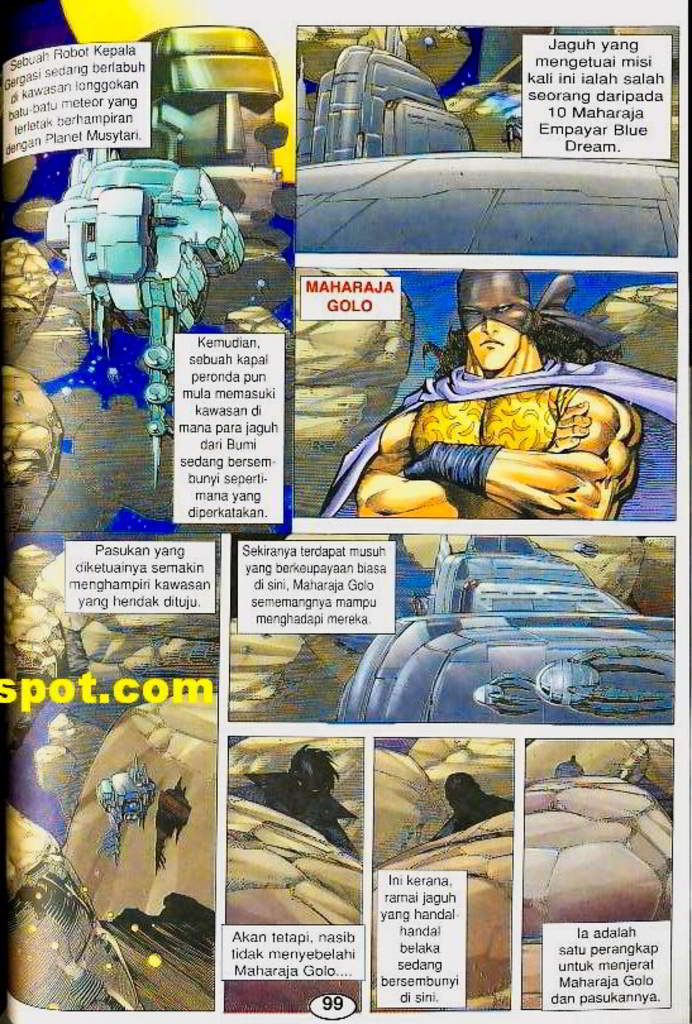 Sebuah Robot Kepala
Gergasi sedang berlabuh
di kawasan longgokan
batu-batu meteor yang
terletak berhampiran
dengan Planet Musytari.
Jaguh yang
mengetuai misi
kali ini ialah salah
seorang daripada
10 Maharaja
Empayar Blue
Dream.
MAHARAJA
GOLO
Kemudian,
sebuah kapal
peronda pun
mula memasuki
kawasan di
mana para jaguh
dari Bumi
sedang bersem-
bunyi seperti-
mana yang
diperkatakan.
Pasukan yang
diketuainya semakin
menghampiri kawasan
yang hendak dituju.
Sekiranya terdapat musuh
yang berkeupayaan biasa
di sini, Maharaja Golo
sememangnya mampu
menghadapi mereka.
spot.com
Akan tetapi, nasib
tidak menyebelahi
Maharaja Golo....
Ini kerana,
ramai jaguh
yang handal-
handal
belaka
sedang
bersembunyi
di sini.
Ia adalah
satu perangkap
untuk menjerat
Maharaja Golo
dan pasukannya.
99